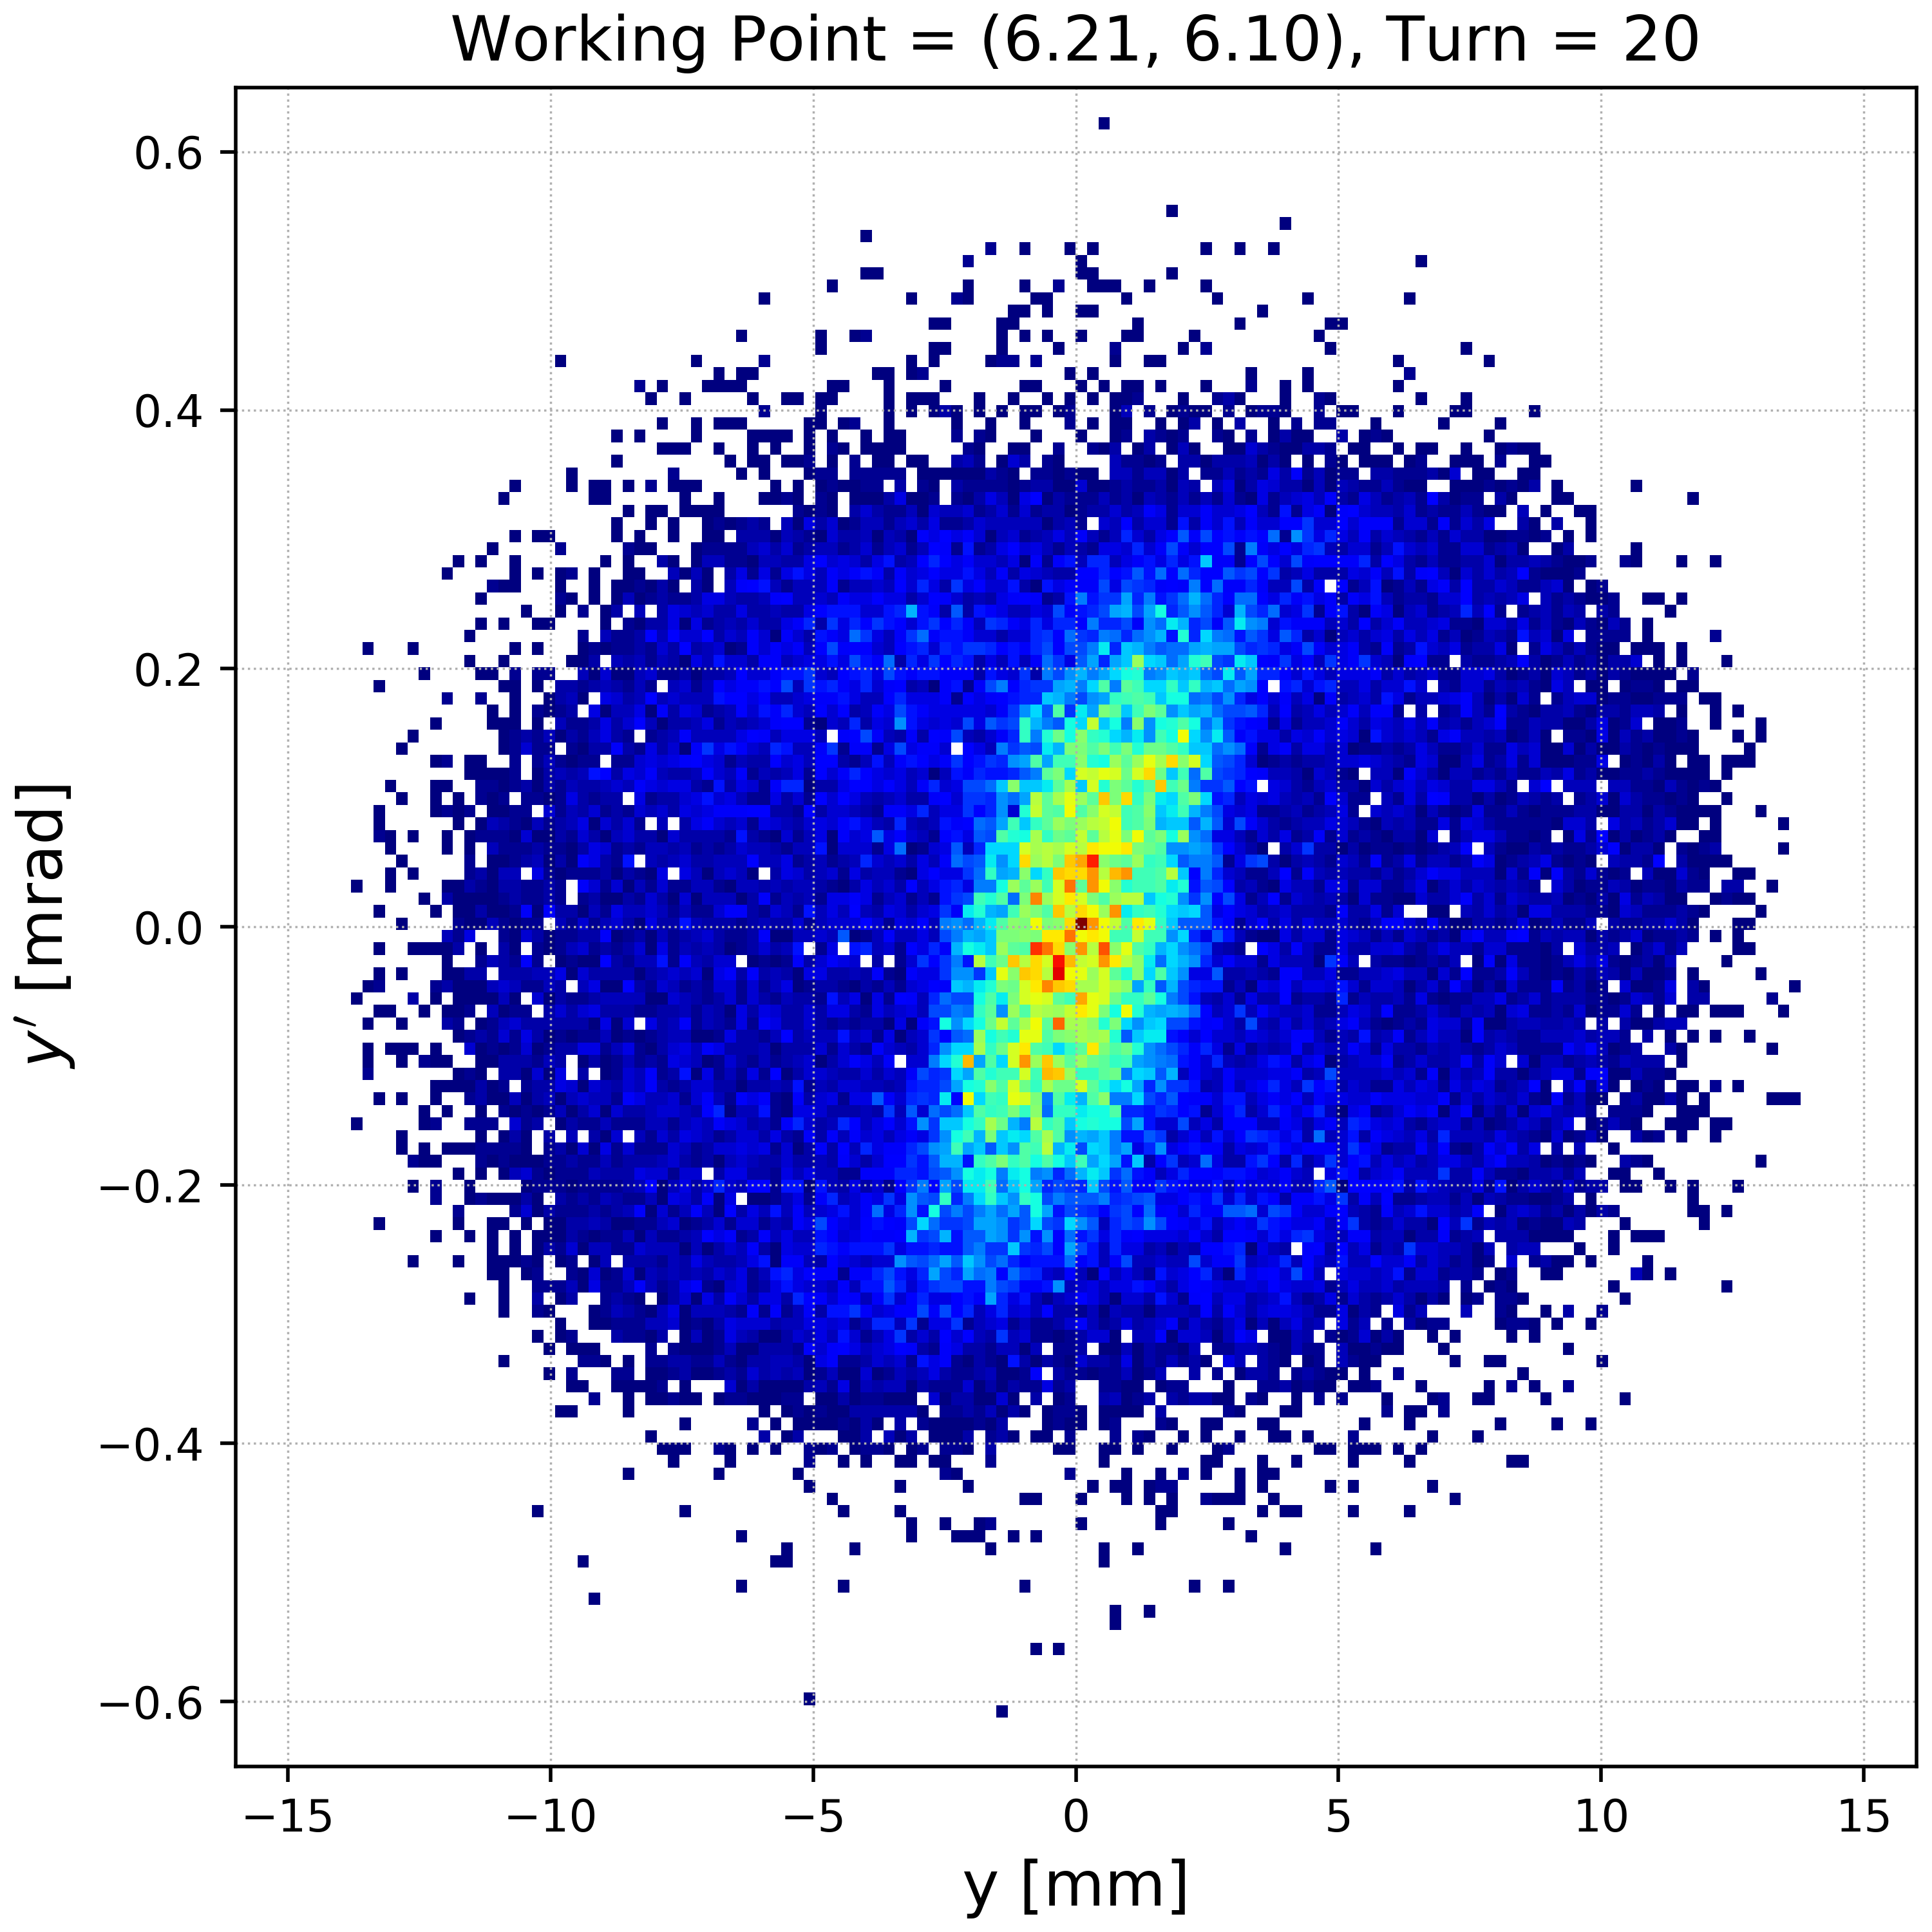 Working Point = (6.21, 6.10), Turn = 20
0.6
0.4
0.2
0.0
−0.2
−0.4
−0.6
y′ [mrad]
−15 −10 −5 0 5 10 15
y [mm]